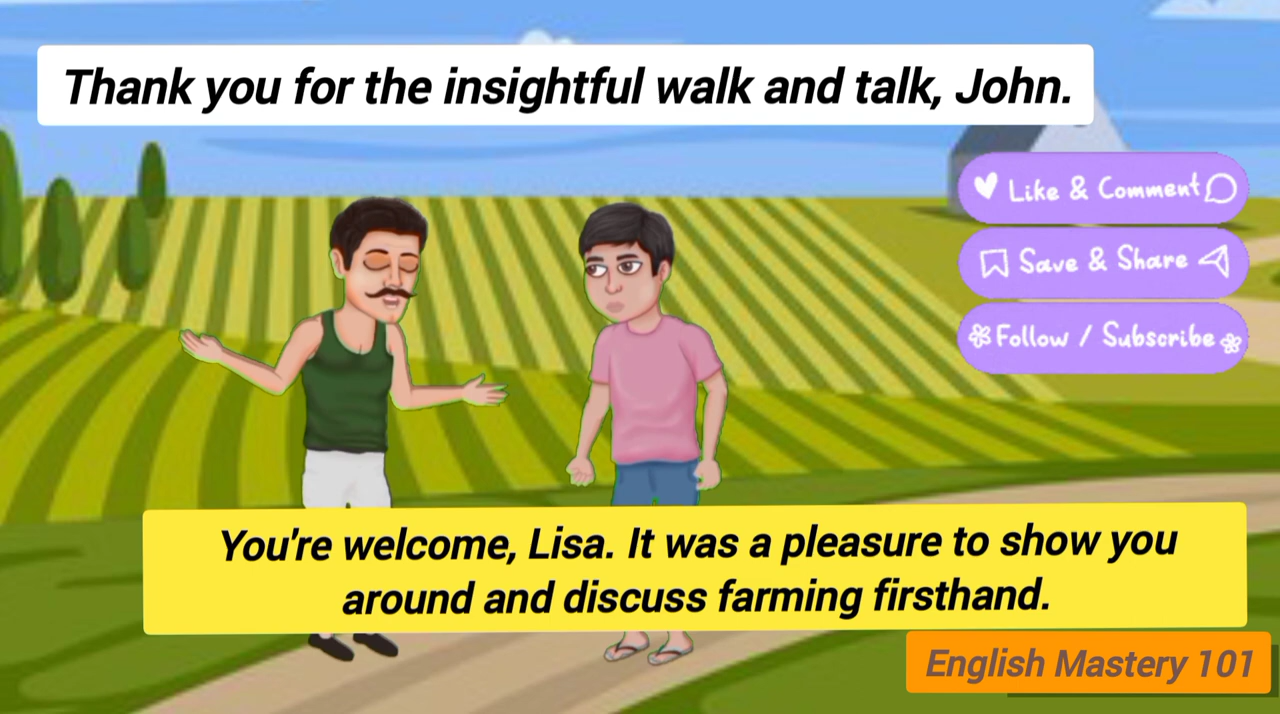 Thank you for the insightful walk and talk, John.
Like & Comment
Save & Share
Follow / Subscribe
You're welcome, Lisa. It was a pleasure to show you
around and discuss farming firsthand.
English Mastery 101